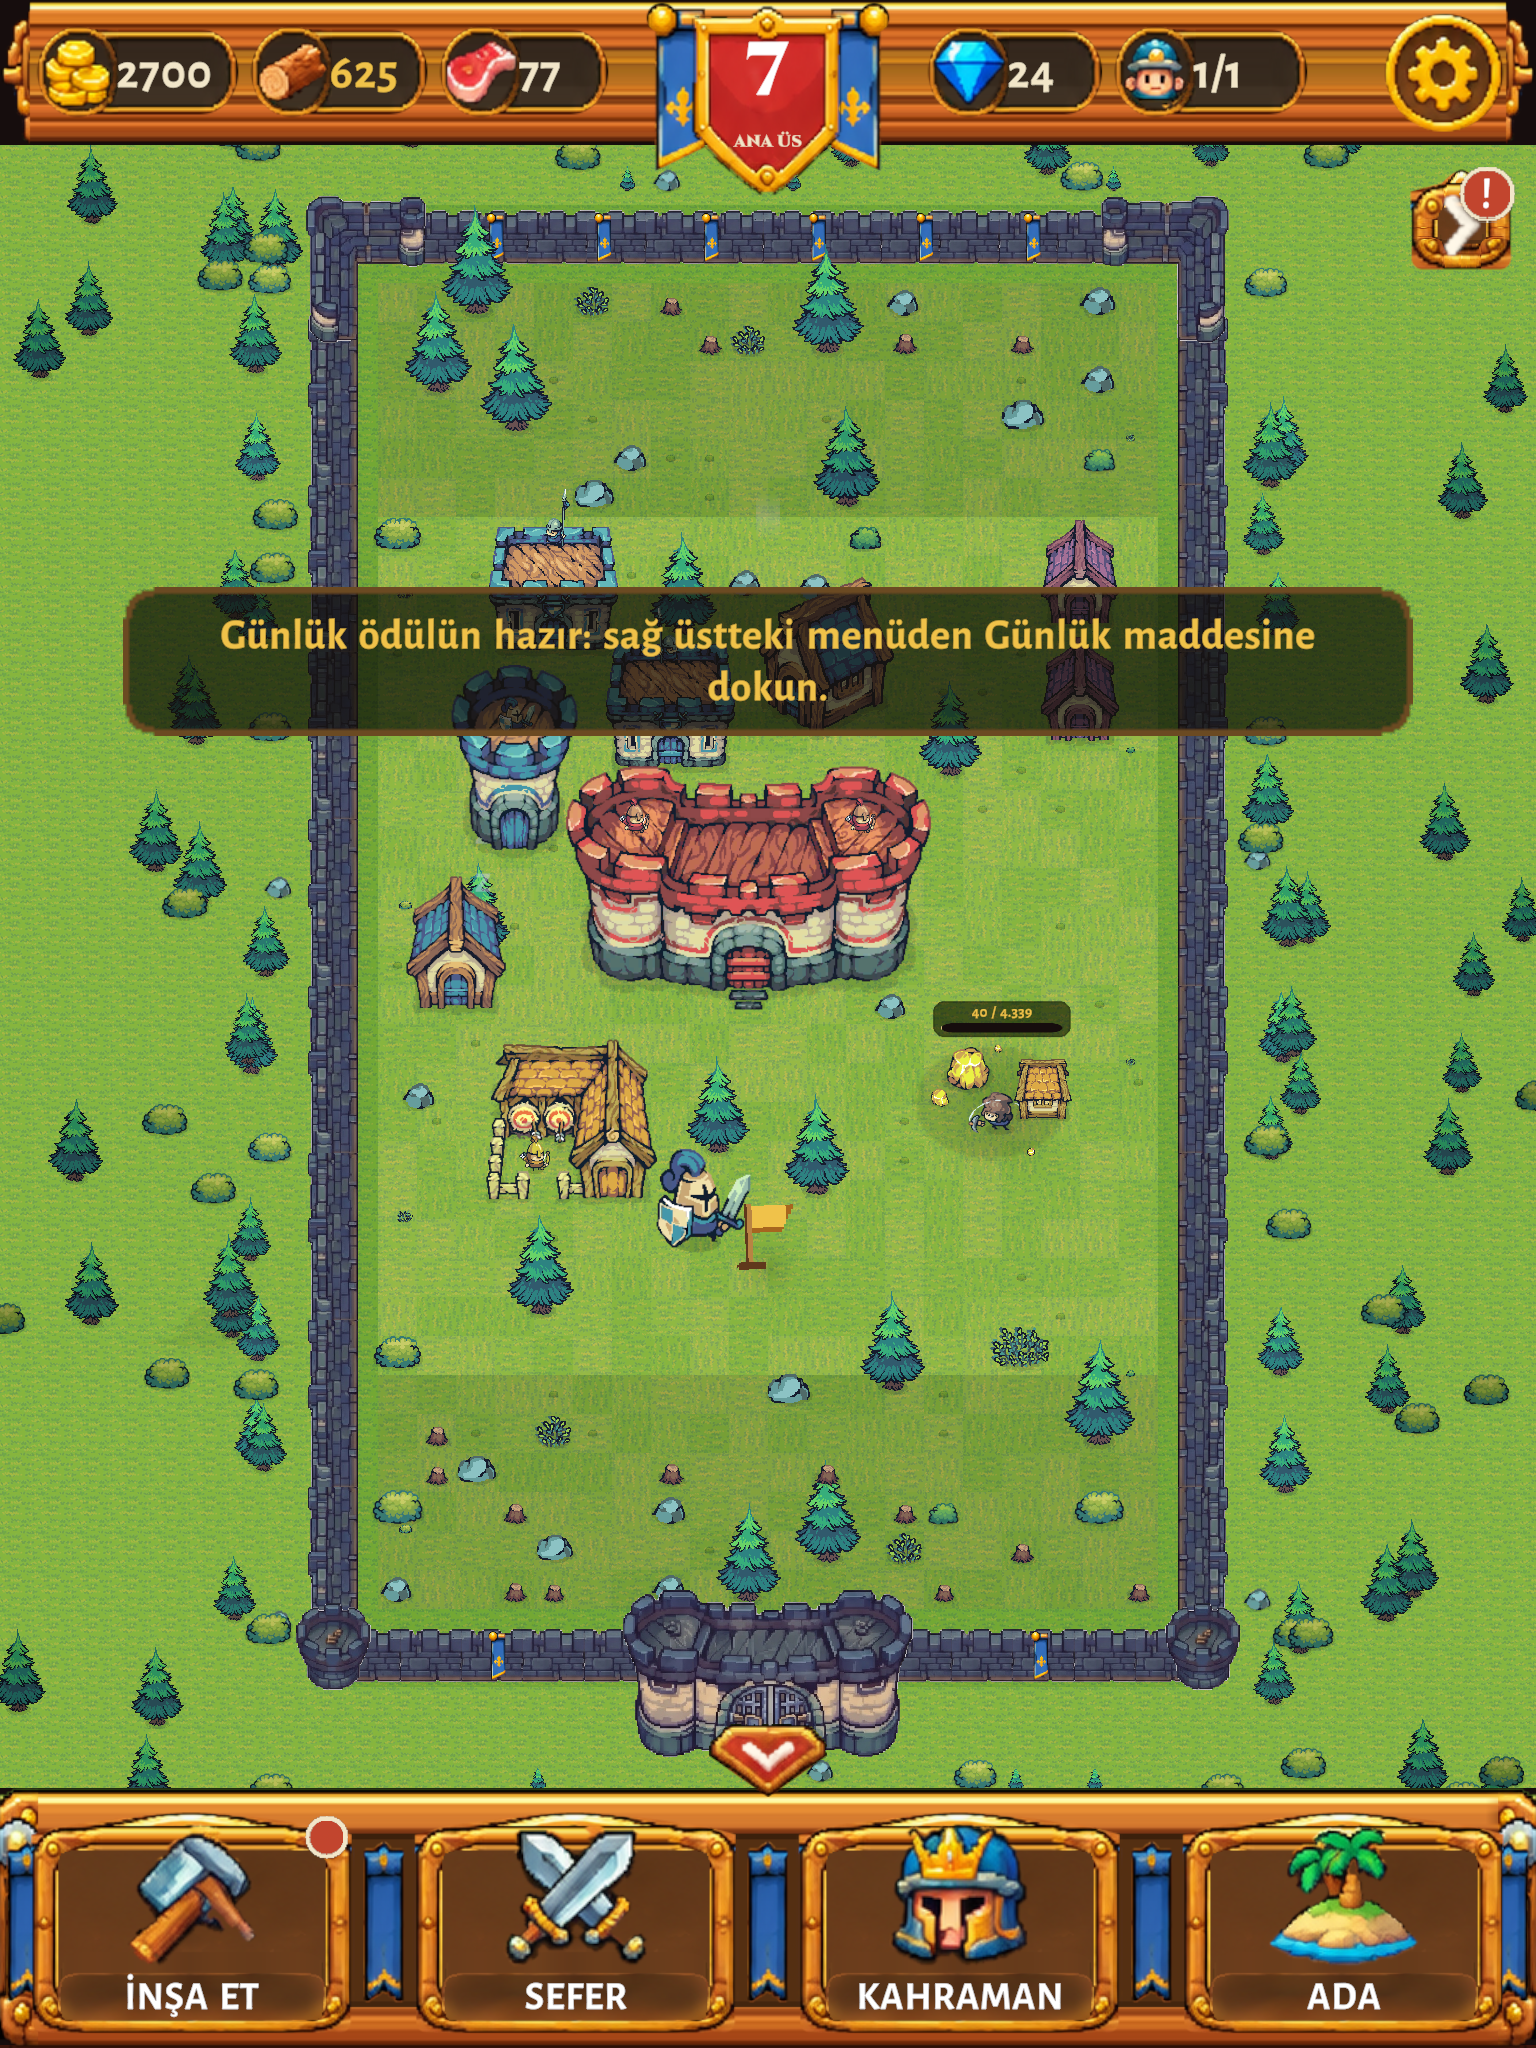 2700
625
77
7
ANA ÜS
24
1/1
!
Günlük ödülün hazır: sağ üstteki menüden Günlük maddesine
dokun.
40 / 4.339
İNŞA ET
SEFER
KAHRAMAN
ADA